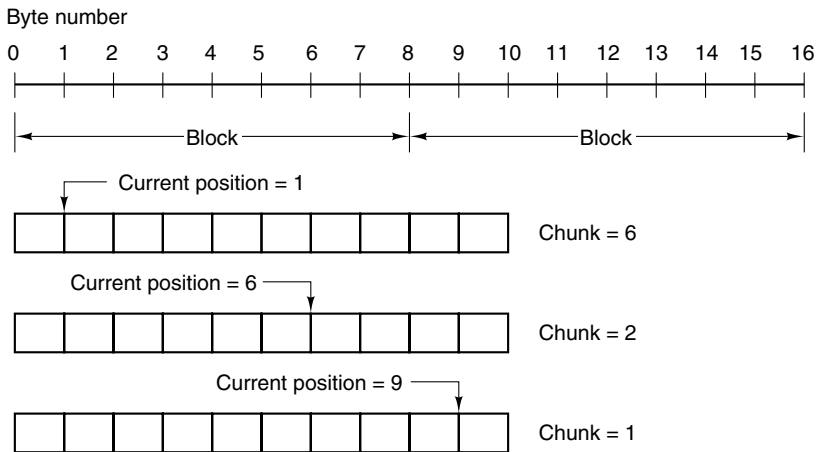 Byte number
0 1 2 3 4 5 6 7 8 9 10 11 12 13 14 15 16
Block Block
Current position = 1
Chunk = 6
Current position = 6
Chunk = 2
Current position = 9
Chunk = 1